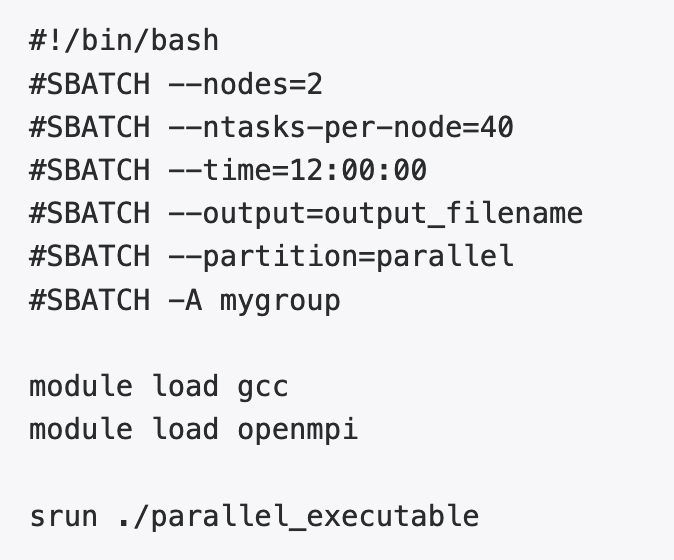 #!/bin/bash
#SBATCH --nodes=2
#SBATCH --ntasks-per-node=40
#SBATCH --time=12:00:00
#SBATCH --output=output_filename
#SBATCH --partition=parallel
#SBATCH -A mygroup

module load gcc
module load openmpi

srun ./parallel_executable